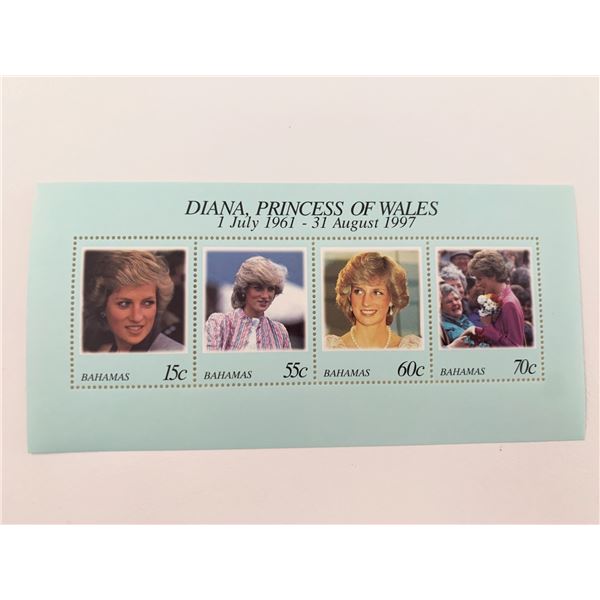 DIANA, PRINCESS OF WALES
1 July 1961 - 31 August 1997
BAHAMAS 15c
BAHAMAS 55c
BAHAMAS 60c
BAHAMAS 70c